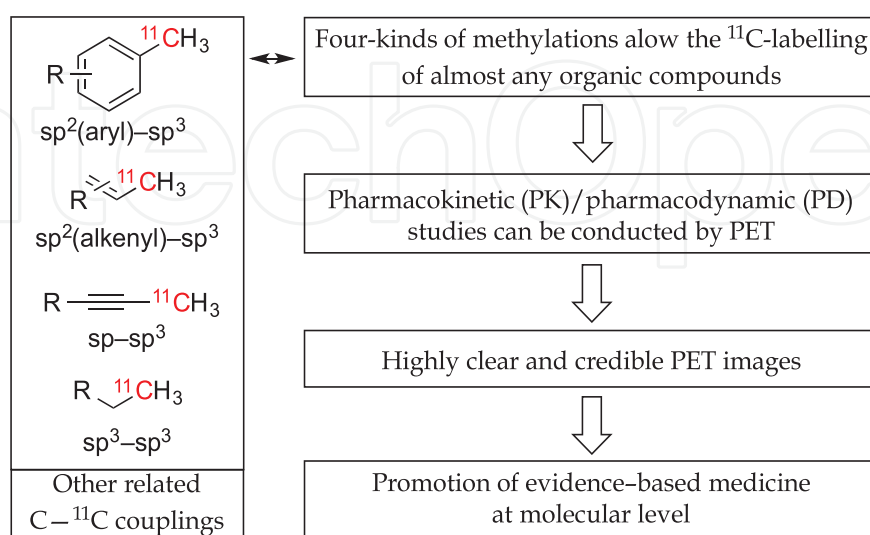 ¹¹CH₃
R
sp²(aryl)–sp³
¹¹CH₃
R
sp²(alkenyl)–sp³
R ¹¹CH₃
sp–sp³
R ¹¹CH₃
sp³–sp³
Other related
C–¹¹C couplings
Four-kinds of methylations alow the ¹¹C-labelling
of almost any organic compounds
Pharmacokinetic (PK)/pharmacodynamic (PD)
studies can be conducted by PET
Highly clear and credible PET images
Promotion of evidence–based medicine
at molecular level